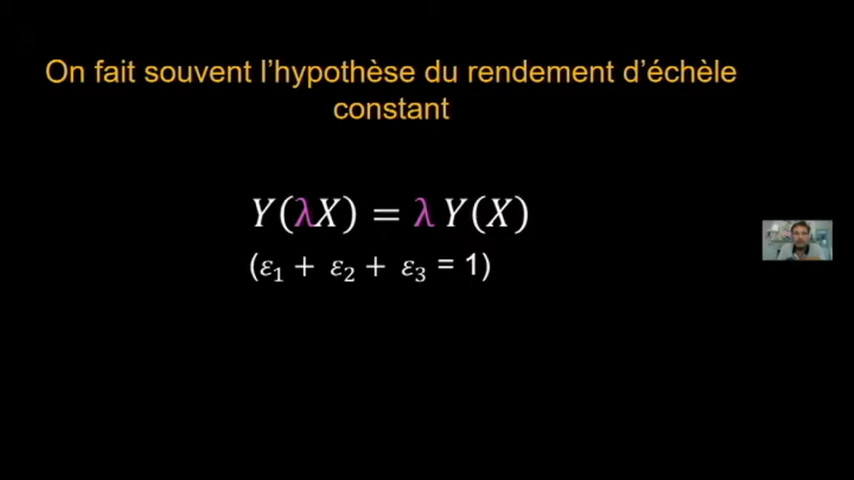 On fait souvent l’hypothèse du rendement d’échèle
constant
Y(λX) = λ Y(X)
(ε₁ + ε₂ + ε₃ = 1)